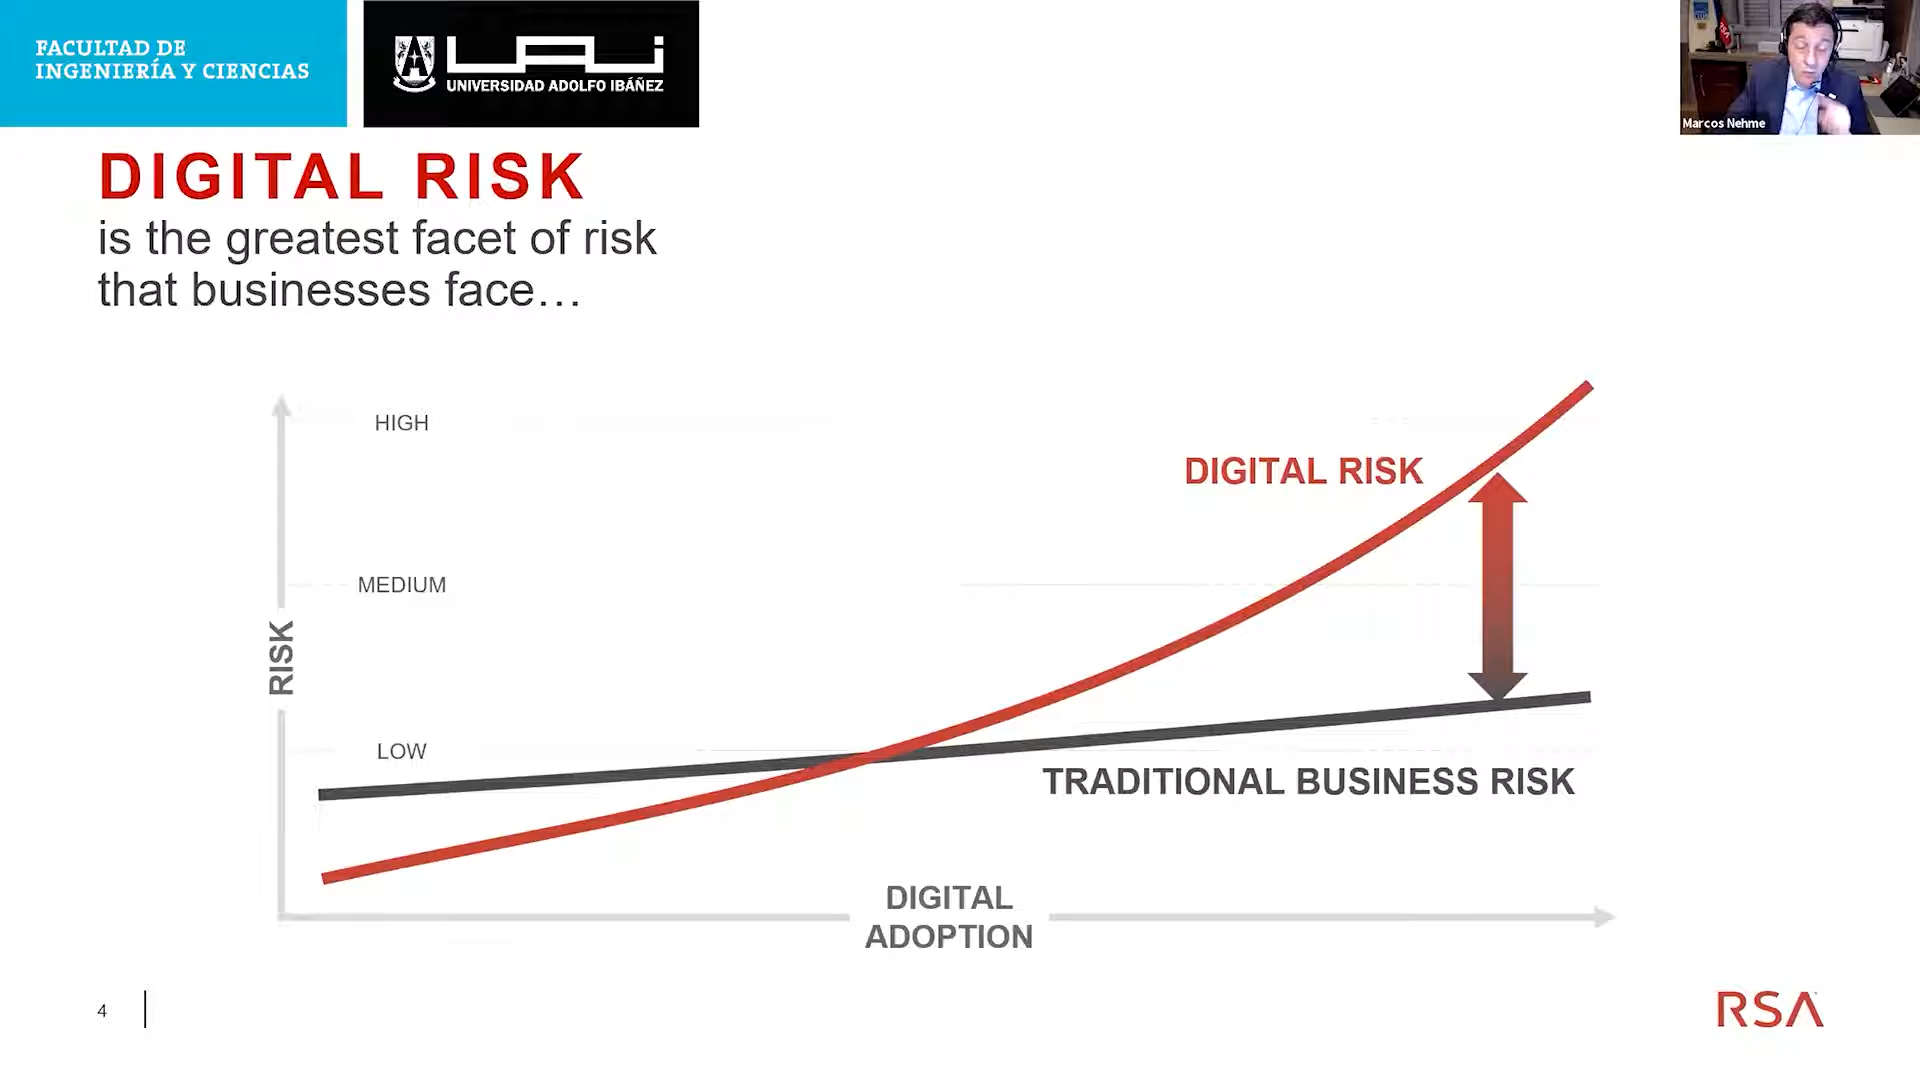 FACULTAD DE
INGENIERÍA Y CIENCIAS
UAI
UNIVERSIDAD ADOLFO IBÁÑEZ
Marcos Nehme
DIGITAL RISK
is the greatest facet of risk
that businesses face…
HIGH
DIGITAL RISK
MEDIUM
RISK
LOW
TRADITIONAL BUSINESS RISK
DIGITAL
ADOPTION
4
RSA